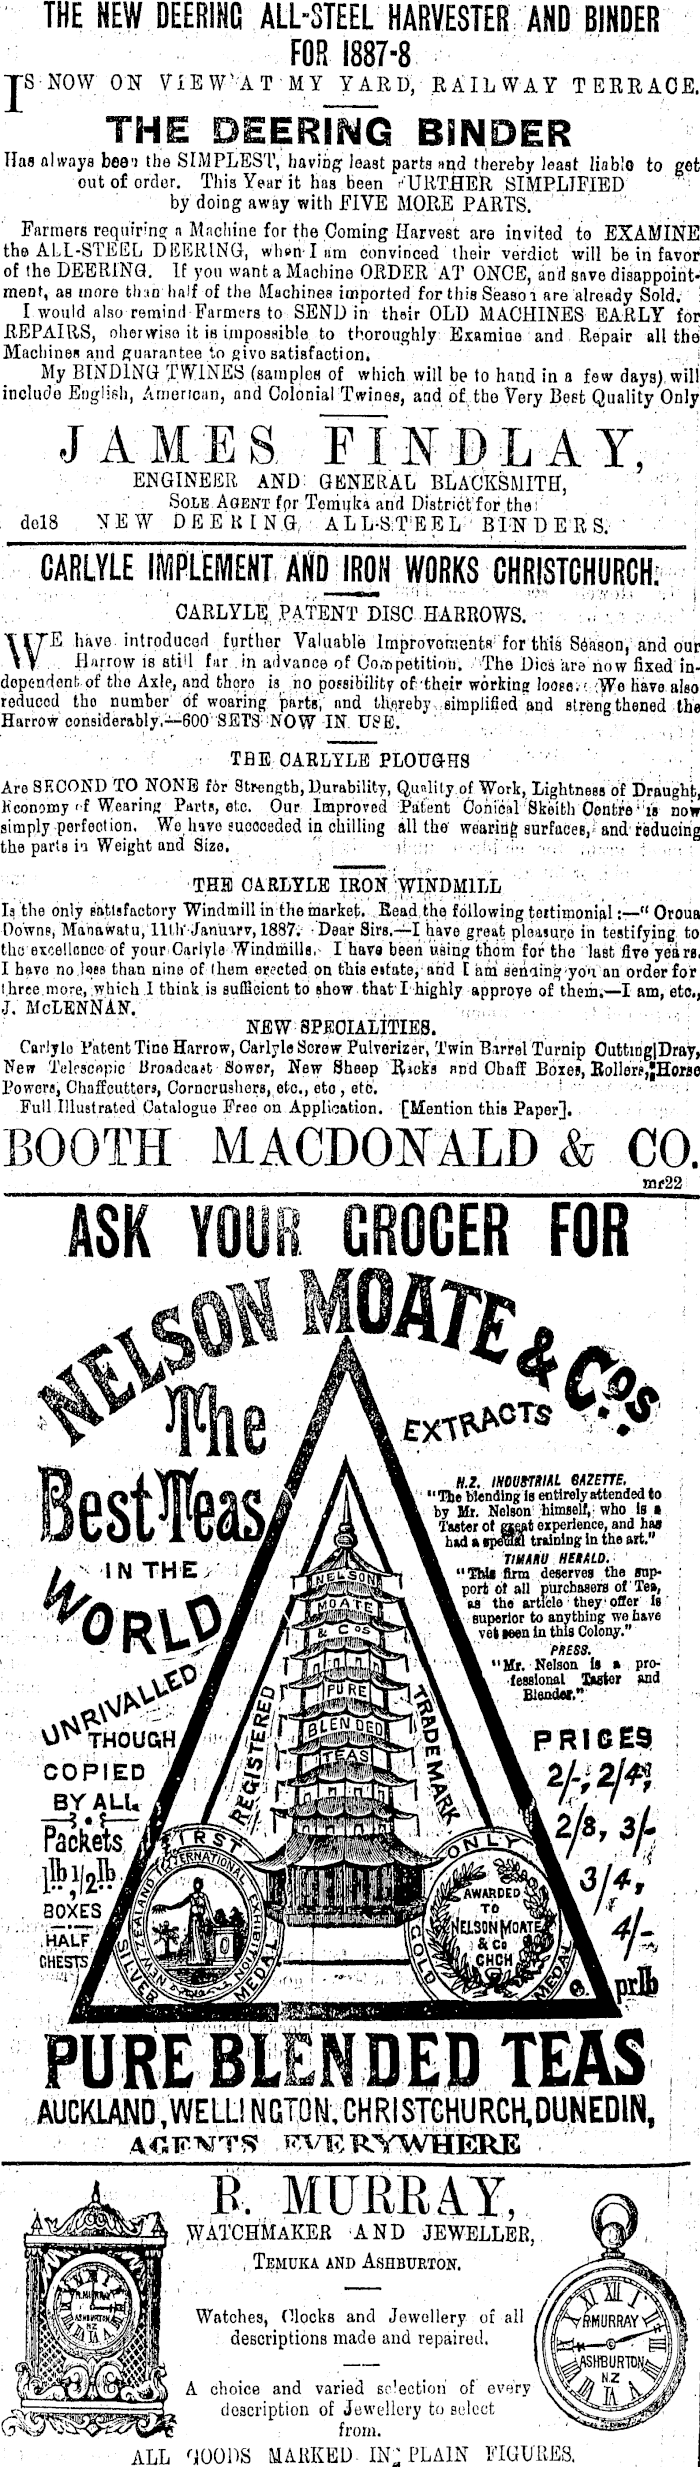 THE NEW DEERING ALL-STEEL HARVESTER AND BINDER
FOR 1887-8
IS NOW ON VIEW AT MY YARD, RAILWAY TERRACE.
THE DEERING BINDER
Has always been the SIMPLEST, having least parts and thereby least liable to get
out of order. This Year it has been FURTHER SIMPLIFIED
by doing away with FIVE MORE PARTS.
Farmers requiring a Machine for the Coming Harvest are invited to EXAMINE
the ALL-STEEL DEERING, when I am convinced their verdict will be in favor
of the DEERING. If you want a Machine ORDER AT ONCE, and save disappoint-
ment, as more than half of the Machines imported for this Season are already Sold.
I would also remind Farmers to SEND in their OLD MACHINES EARLY for
REPAIRS, oherwise it is impossible to thoroughly Examine and Repair all the
Machines and guarantee to give satisfaction.
My BINDING TWINES (samples of which will be to hand in a few days) will
include English, American, and Colonial Twines, and of the Very Best Quality Only
JAMES FINDLAY,
ENGINEER AND GENERAL BLACKSMITH,
SOLE AGENT for Temuka and District for the
de18 NEW DEERING ALL-STEEL BINDERS.
CARLYLE IMPLEMENT AND IRON WORKS CHRISTCHURCH.
CARLYLE PATENT DISC HARROWS.
WE have introduced further Valuable Improvements for this Season, and our
Harrow is still far in advance of Competition. The Dics are now fixed in-
dependent of the Axle, and there is no possibility of their working loose. We have also
reduced the number of wearing parts, and thereby simplified and strengthened the
Harrow considerably.—600 SETS NOW IN USE.
THE CARLYLE PLOUGHS
Are SECOND TO NONE for Strength, Durability, Quality of Work, Lightness of Draught,
Economy of Wearing Parts, etc. Our Improved Patent Conical Skeith Centre is now
simply perfection. We have succeeded in chilling all the wearing surfaces, and reducing
the parts in Weight and Size.
THE CARLYLE IRON WINDMILL
Is the only satisfactory Windmill in the market. Read the following testimonial :—" Oroua
Downs, Manawatu, 11th January, 1887. Dear Sirs.—I have great pleasure in testifying to
the excellence of your Carlyle Windmills. I have been using them for the last five years.
I have no less than nine of them erected on this estate, and I am sending you an order for
three more, which I think is sufficient to show that I highly approve of them.—I am, etc.,
J. McLENNAN.
NEW SPECIALITIES.
Carlyle Patent Tine Harrow, Carlyle Screw Pulverizer, Twin Barrel Turnip Cutting Dray,
New Telescopic Broadcast Sower, New Sheep Racks and Chaff Boxes, Rollers, Horse
Powers, Chaffcutters, Corncrushers, etc., etc , etc.
Full Illustrated Catalogue Free on Application. [Mention this Paper].
BOOTH MACDONALD & CO.
mr22
ASK YOUR GROCER FOR
NELSON MOATE & Cos.
The
Best Teas
IN THE
WORLD
UNRIVALLED
THOUGH
COPIED
BY ALL.
Packets
1lb, 1/2lb
BOXES
HALF
CHESTS
NELSON
MOATE
& Cos
PURE
BLENDED
TEAS
REGISTERED
TRADE MARK
FIRST
SILVER MEDAL
NEW ZEALAND INTERNATIONAL EXHIBITION
ONLY
GOLD MEDAL
AWARDED
TO
NELSON MOATE
& Co
CHCH
EXTRACTS
N.Z. INDUSTRIAL GAZETTE.
"The blending is entirely attended to
by Mr. Nelson himself, who is a
Taster of great experience, and has
had a special training in the art."
TIMARU HERALD.
"This firm deserves the sup-
port of all purchasers of Tea,
as the article they offer is
superior to anything we have
yet seen in this Colony."
PRESS.
"Mr. Nelson is a pro-
fessional Taster and
Blender."
PRICES
2/-, 2/4,
2/8, 3/-
3/4,
4/-
pr lb
PURE BLENDED TEAS
AUCKLAND, WELLINGTON, CHRISTCHURCH, DUNEDIN,
AGENTS EVERYWHERE
R. MURRAY,
WATCHMAKER AND JEWELLER,
TEMUKA AND ASHBURTON.
Watches, Clocks and Jewellery of all
descriptions made and repaired.
A choice and varied selection of every
description of Jewellery to select
from.
ALL GOODS MARKED IN PLAIN FIGURES.
R. MURRAY
ASHBURTON
NZ
R. MURRAY
ASHBURTON
N.Z